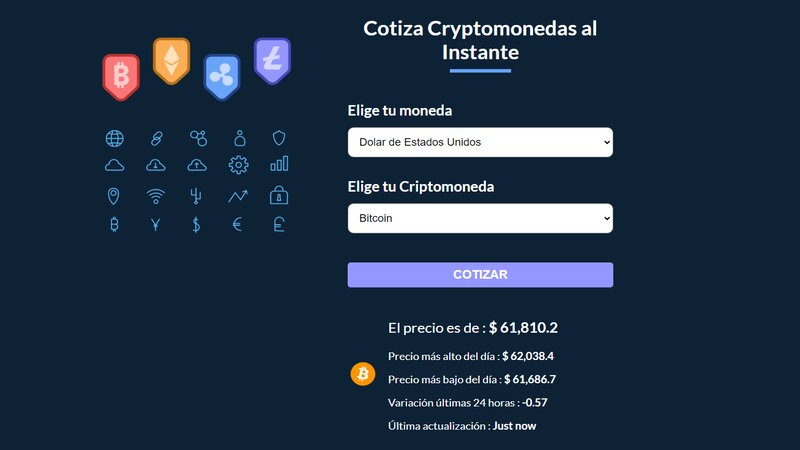 Cotiza Cryptomonedas al
Instante
Elige tu moneda
Dolar de Estados Unidos
Elige tu Criptomoneda
Bitcoin
COTIZAR
El precio es de : $ 61,810.2
Precio más alto del día : $ 62,038.4
Precio más bajo del día : $ 61,686.7
Variación últimas 24 horas : -0.57
Última actualización : Just now